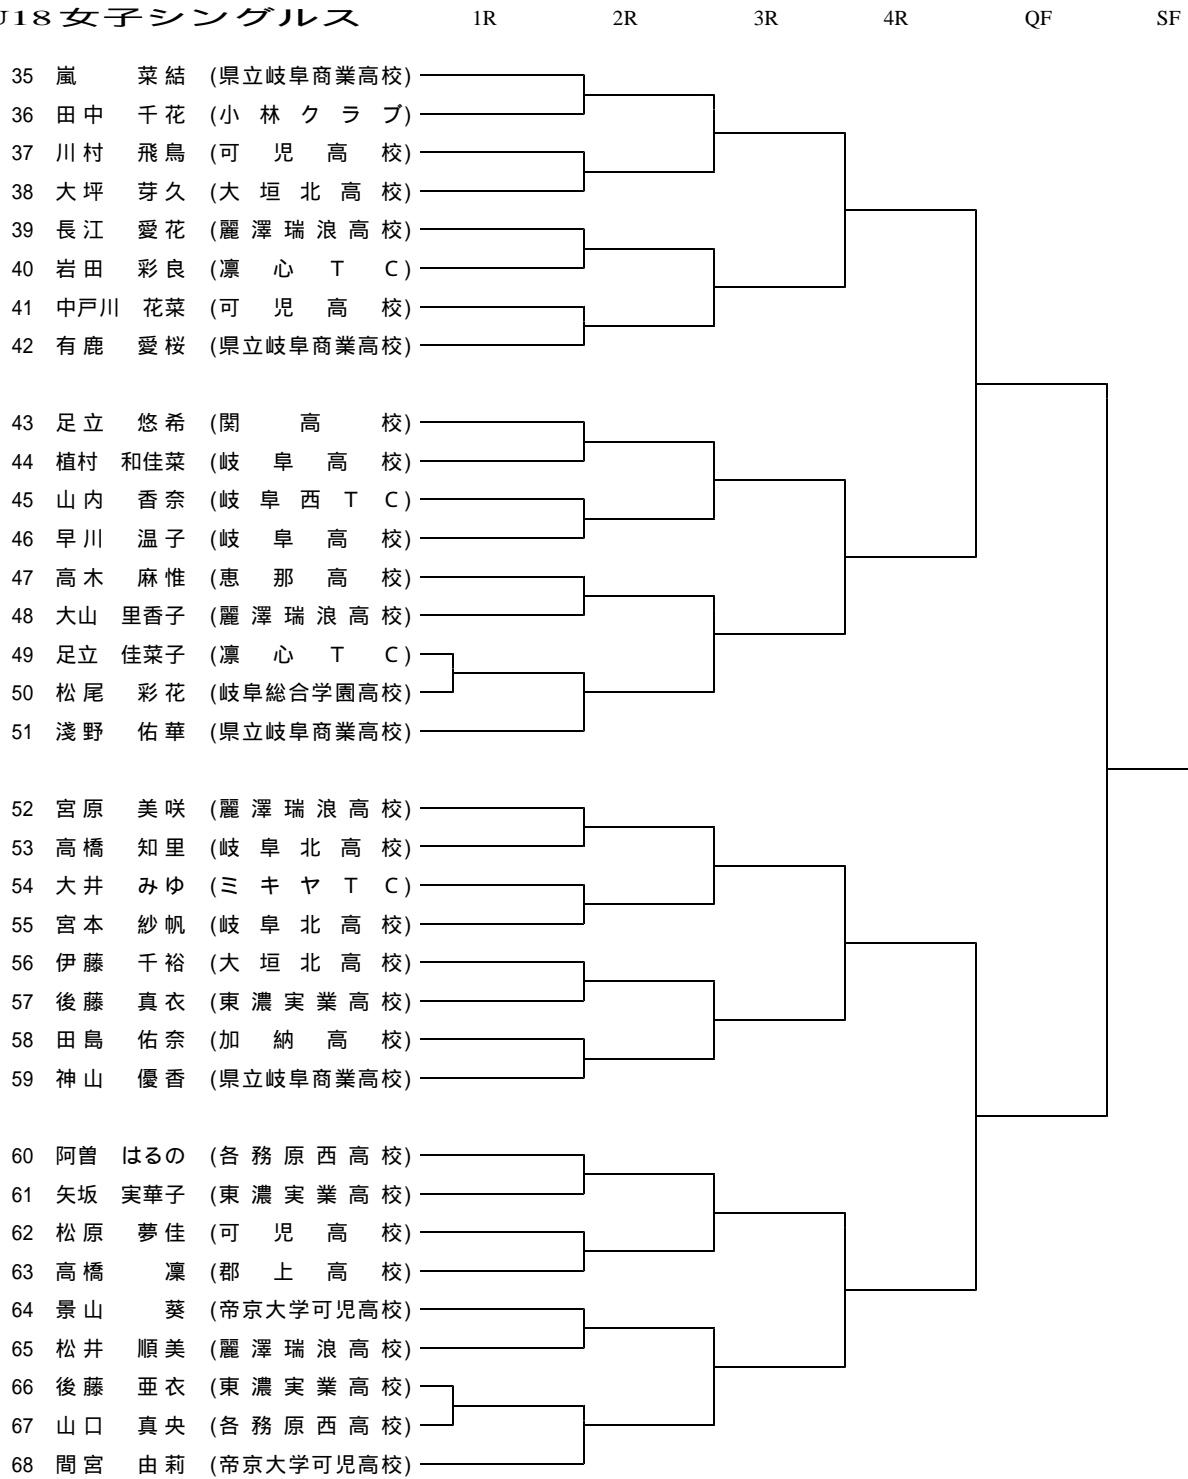 U18女子シングルス 1R 2R 3R 4R QF SF
35 嵐 菜結 (県立岐阜商業高校)
36 田中 千花 (小林クラブ)
37 川村 飛鳥 (可児高校)
38 大坪 芽久 (大垣北高校)
39 長江 愛花 (麗澤瑞浪高校)
40 岩田 彩良 (凛心TC)
41 中戸川 花菜 (可児高校)
42 有鹿 愛桜 (県立岐阜商業高校)
43 足立 悠希 (関高校)
44 植村 和佳菜 (岐阜高校)
45 山内 香奈 (岐阜西TC)
46 早川 温子 (岐阜高校)
47 高木 麻惟 (恵那高校)
48 大山 里香子 (麗澤瑞浪高校)
49 足立 佳菜子 (凛心TC)
50 松尾 彩花 (岐阜総合学園高校)
51 淺野 佑華 (県立岐阜商業高校)
52 宮原 美咲 (麗澤瑞浪高校)
53 高橋 知里 (岐阜北高校)
54 大井 みゆ (ミキヤTC)
55 宮本 紗帆 (岐阜北高校)
56 伊藤 千裕 (大垣北高校)
57 後藤 真衣 (東濃実業高校)
58 田島 佑奈 (加納高校)
59 神山 優香 (県立岐阜商業高校)
60 阿曽 はるの (各務原西高校)
61 矢坂 実華子 (東濃実業高校)
62 松原 夢佳 (可児高校)
63 高橋 凜 (郡上高校)
64 景山 葵 (帝京大学可児高校)
65 松井 順美 (麗澤瑞浪高校)
66 後藤 亜衣 (東濃実業高校)
67 山口 真央 (各務原西高校)
68 間宮 由莉 (帝京大学可児高校)